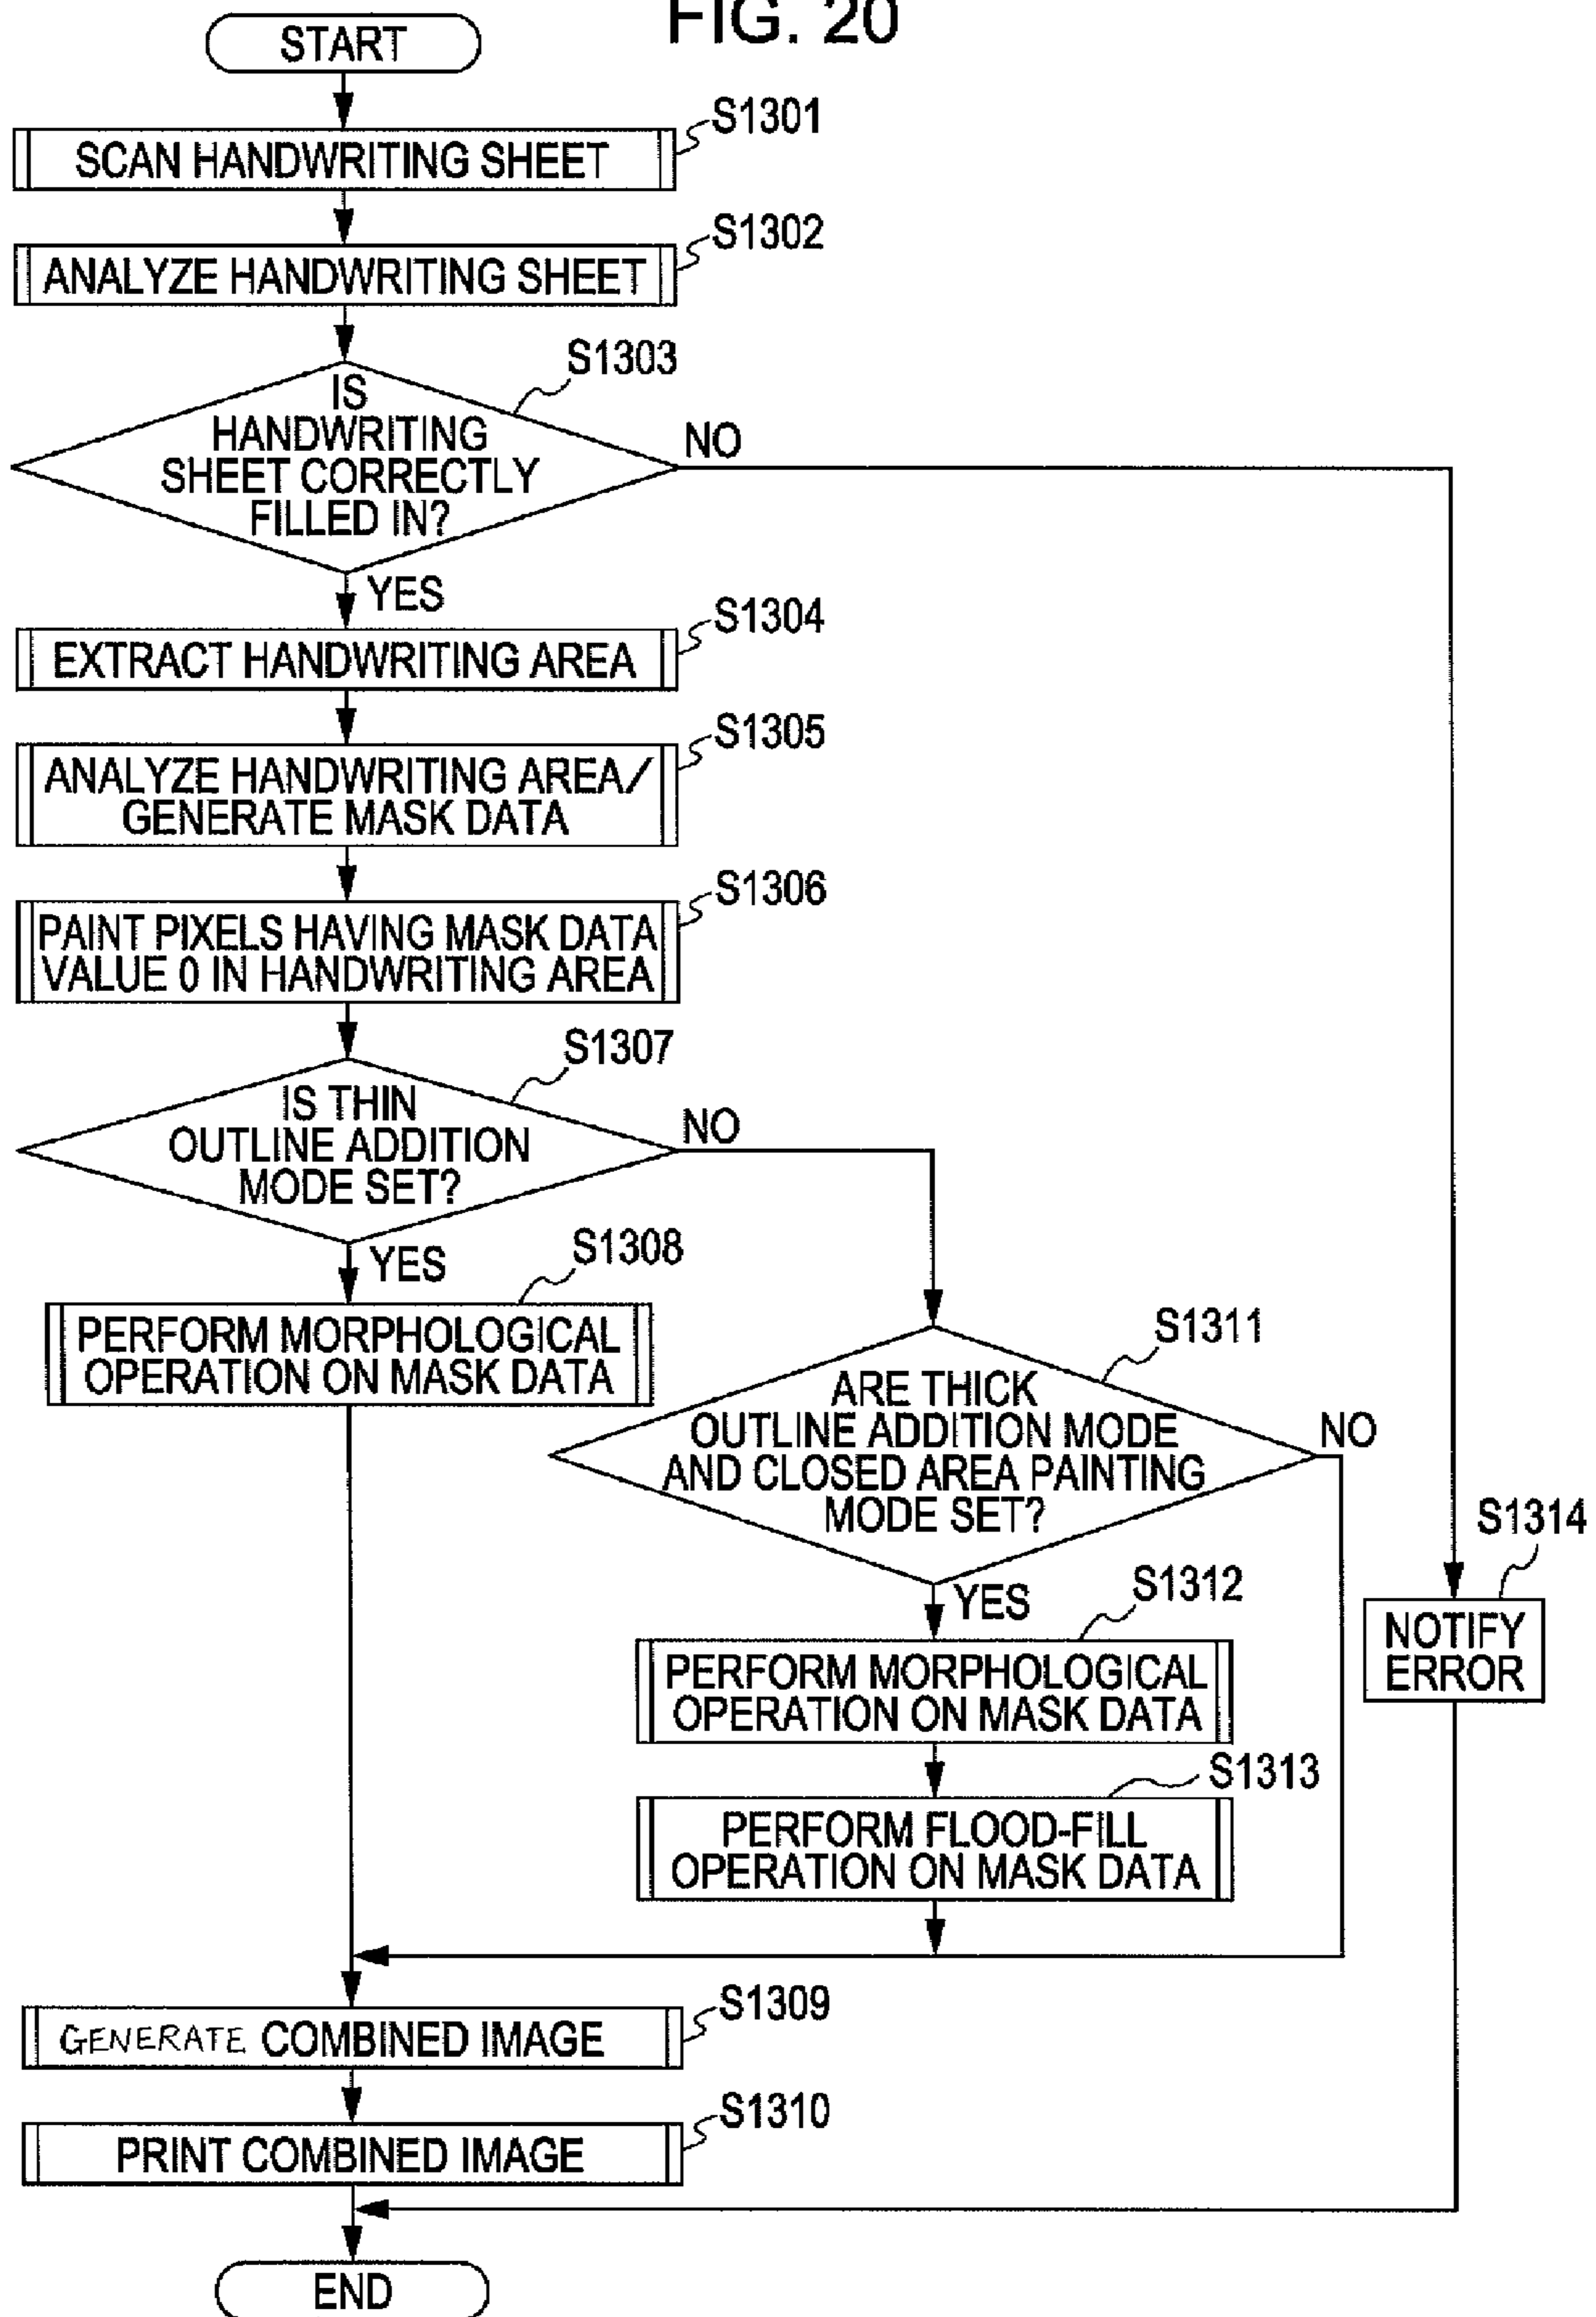 FIG. 20
START
S1301
SCAN HANDWRITING SHEET
S1302
ANALYZE HANDWRITING SHEET
S1303
IS
HANDWRITING
SHEET CORRECTLY
FILLED IN?
NO
YES
S1304
EXTRACT HANDWRITING AREA
S1305
ANALYZE HANDWRITING AREA/
GENERATE MASK DATA
S1306
PAINT PIXELS HAVING MASK DATA
VALUE 0 IN HANDWRITING AREA
S1307
IS THIN
OUTLINE ADDITION
MODE SET?
NO
YES
S1308
PERFORM MORPHOLOGICAL
OPERATION ON MASK DATA
S1311
ARE THICK
OUTLINE ADDITION MODE
AND CLOSED AREA PAINTING
MODE SET?
NO
YES
S1312
PERFORM MORPHOLOGICAL
OPERATION ON MASK DATA
S1313
PERFORM FLOOD-FILL
OPERATION ON MASK DATA
S1314
NOTIFY
ERROR
S1309
GENERATE COMBINED IMAGE
S1310
PRINT COMBINED IMAGE
END